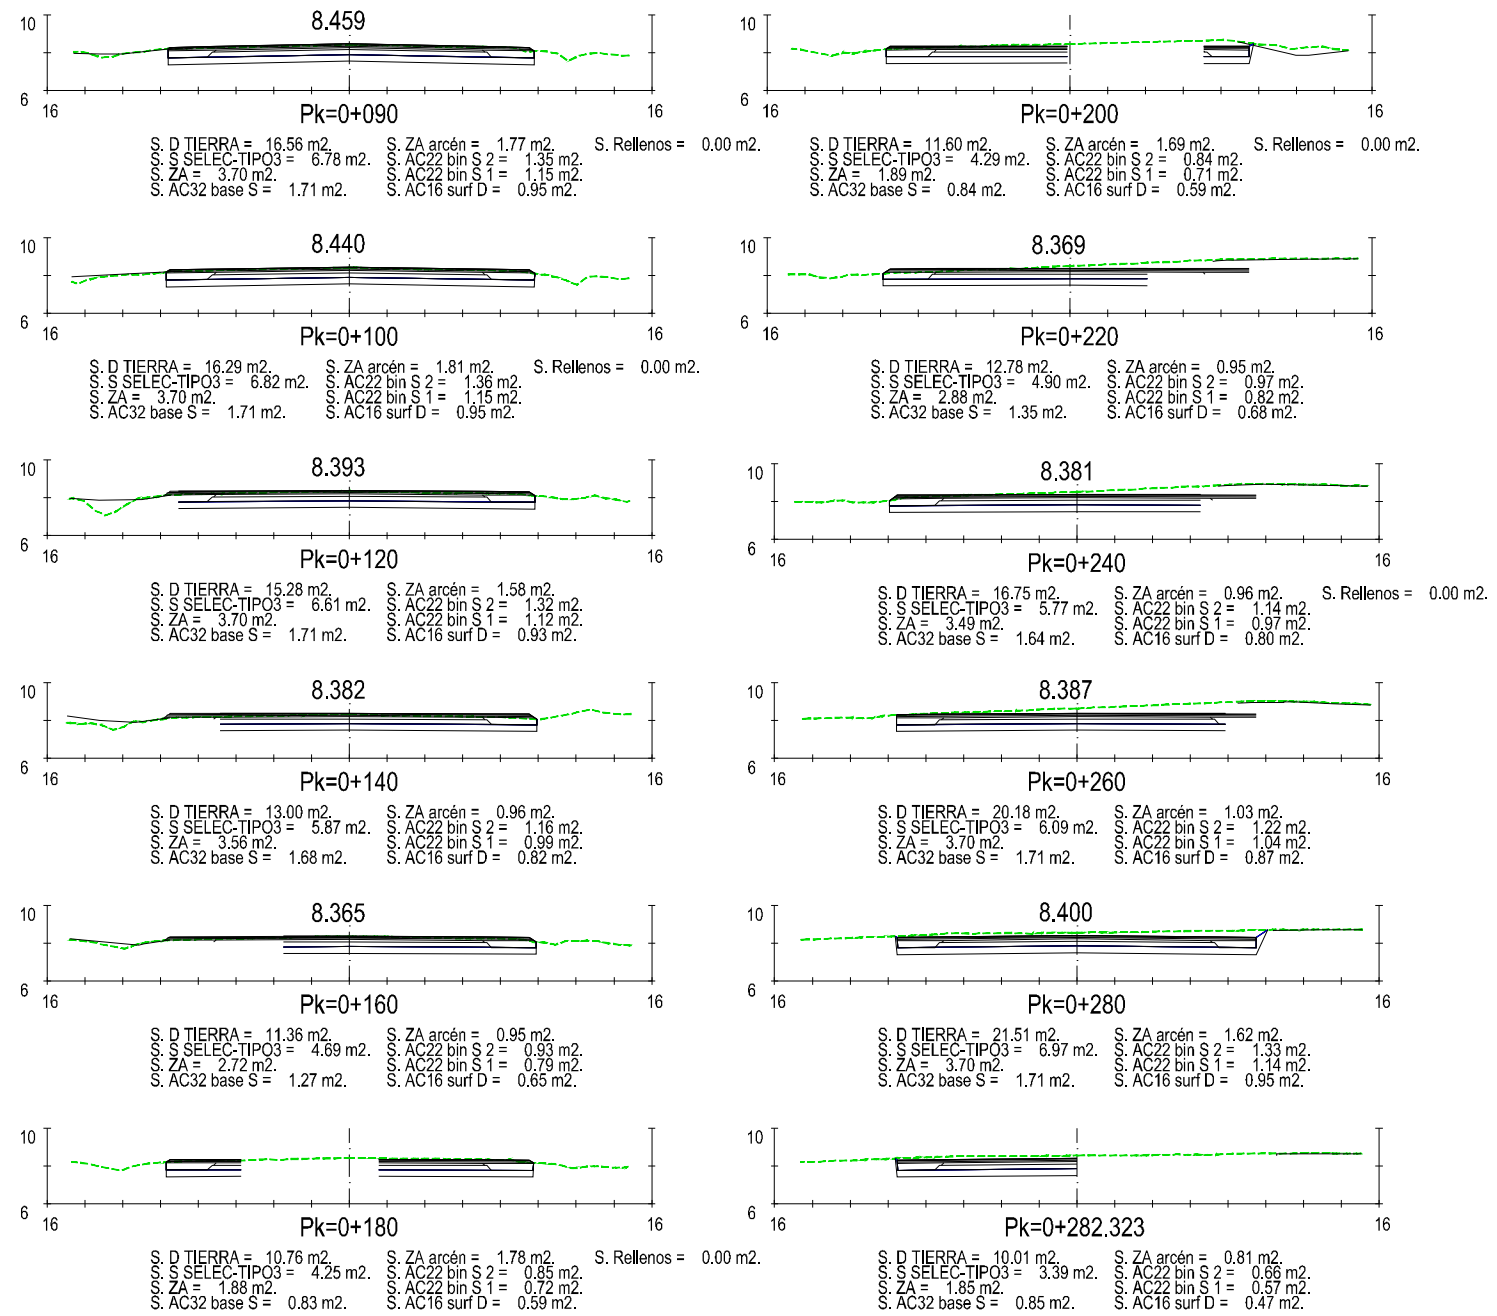 10
8.459
6
16
16
Pk=0+090
S. D TIERRA = 16.56 m2. S. ZA arcén = 1.77 m2. S. Rellenos = 0.00 m2.
S. S SELEC-TIPO3 = 6.78 m2. S. AC22 bin S 2 = 1.35 m2.
S. ZA = 3.70 m2. S. AC22 bin S 1 = 1.15 m2.
S. AC32 base S = 1.71 m2. S. AC16 surf D = 0.95 m2.
10
8.440
6
16
16
Pk=0+100
S. D TIERRA = 16.29 m2. S. ZA arcén = 1.81 m2. S. Rellenos = 0.00 m2.
S. S SELEC-TIPO3 = 6.82 m2. S. AC22 bin S 2 = 1.36 m2.
S. ZA = 3.70 m2. S. AC22 bin S 1 = 1.15 m2.
S. AC32 base S = 1.71 m2. S. AC16 surf D = 0.95 m2.
10
8.393
6
16
16
Pk=0+120
S. D TIERRA = 15.28 m2. S. ZA arcén = 1.58 m2.
S. S SELEC-TIPO3 = 6.61 m2. S. AC22 bin S 2 = 1.32 m2.
S. ZA = 3.70 m2. S. AC22 bin S 1 = 1.12 m2.
S. AC32 base S = 1.71 m2. S. AC16 surf D = 0.93 m2.
10
8.382
6
16
16
Pk=0+140
S. D TIERRA = 13.00 m2. S. ZA arcén = 0.96 m2.
S. S SELEC-TIPO3 = 5.87 m2. S. AC22 bin S 2 = 1.16 m2.
S. ZA = 3.56 m2. S. AC22 bin S 1 = 0.99 m2.
S. AC32 base S = 1.68 m2. S. AC16 surf D = 0.82 m2.
10
8.365
6
16
16
Pk=0+160
S. D TIERRA = 11.36 m2. S. ZA arcén = 0.95 m2.
S. S SELEC-TIPO3 = 4.69 m2. S. AC22 bin S 2 = 0.93 m2.
S. ZA = 2.72 m2. S. AC22 bin S 1 = 0.79 m2.
S. AC32 base S = 1.27 m2. S. AC16 surf D = 0.65 m2.
10
6
16
16
Pk=0+180
S. D TIERRA = 10.76 m2. S. ZA arcén = 1.78 m2. S. Rellenos = 0.00 m2.
S. S SELEC-TIPO3 = 4.25 m2. S. AC22 bin S 2 = 0.85 m2.
S. ZA = 1.88 m2. S. AC22 bin S 1 = 0.72 m2.
S. AC32 base S = 0.83 m2. S. AC16 surf D = 0.59 m2.
10
6
16
16
Pk=0+200
S. D TIERRA = 11.60 m2. S. ZA arcén = 1.69 m2. S. Rellenos = 0.00 m2.
S. S SELEC-TIPO3 = 4.29 m2. S. AC22 bin S 2 = 0.84 m2.
S. ZA = 1.89 m2. S. AC22 bin S 1 = 0.71 m2.
S. AC32 base S = 0.84 m2. S. AC16 surf D = 0.59 m2.
10
8.369
6
16
16
Pk=0+220
S. D TIERRA = 12.78 m2. S. ZA arcén = 0.95 m2.
S. S SELEC-TIPO3 = 4.90 m2. S. AC22 bin S 2 = 0.97 m2.
S. ZA = 2.88 m2. S. AC22 bin S 1 = 0.82 m2.
S. AC32 base S = 1.35 m2. S. AC16 surf D = 0.68 m2.
10
8.381
6
16
16
Pk=0+240
S. D TIERRA = 16.75 m2. S. ZA arcén = 0.96 m2. S. Rellenos = 0.00 m2.
S. S SELEC-TIPO3 = 5.77 m2. S. AC22 bin S 2 = 1.14 m2.
S. ZA = 3.49 m2. S. AC22 bin S 1 = 0.97 m2.
S. AC32 base S = 1.64 m2. S. AC16 surf D = 0.80 m2.
10
8.387
6
16
16
Pk=0+260
S. D TIERRA = 20.18 m2. S. ZA arcén = 1.03 m2.
S. S SELEC-TIPO3 = 6.09 m2. S. AC22 bin S 2 = 1.22 m2.
S. ZA = 3.70 m2. S. AC22 bin S 1 = 1.04 m2.
S. AC32 base S = 1.71 m2. S. AC16 surf D = 0.87 m2.
10
8.400
6
16
16
Pk=0+280
S. D TIERRA = 21.51 m2. S. ZA arcén = 1.62 m2.
S. S SELEC-TIPO3 = 6.97 m2. S. AC22 bin S 2 = 1.33 m2.
S. ZA = 3.70 m2. S. AC22 bin S 1 = 1.14 m2.
S. AC32 base S = 1.71 m2. S. AC16 surf D = 0.95 m2.
10
6
16
16
Pk=0+282.323
S. D TIERRA = 10.01 m2. S. ZA arcén = 0.81 m2.
S. S SELEC-TIPO3 = 3.39 m2. S. AC22 bin S 2 = 0.66 m2.
S. ZA = 1.85 m2. S. AC22 bin S 1 = 0.57 m2.
S. AC32 base S = 0.85 m2. S. AC16 surf D = 0.47 m2.